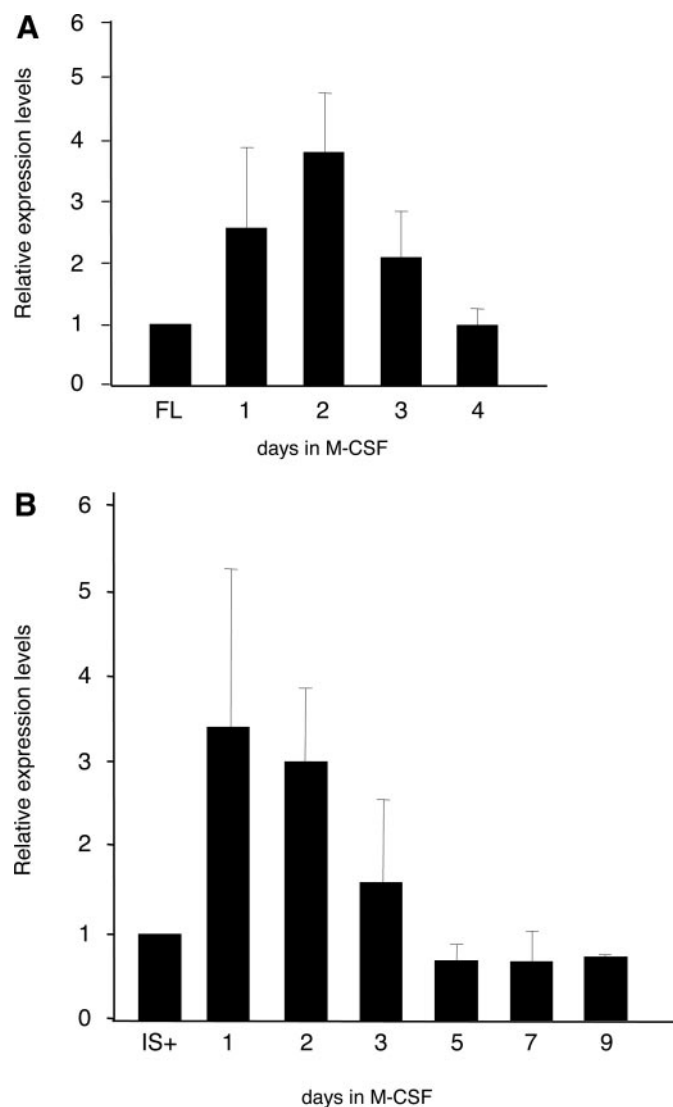 A
Relative expression levels
6
5
4
3
2
1
0
FL 1 2 3 4
days in M-CSF
B
Relative expression levels
6
5
4
3
2
1
0
IS+ 1 2 3 5 7 9
days in M-CSF